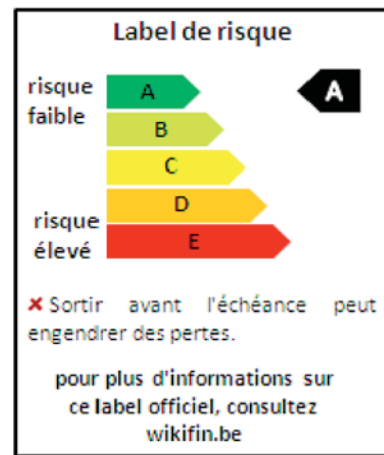 Label de risque
risque
faible
A
A
B
C
D
risque
élevé
E
✘ Sortir avant l'échéance peut
engendrer des pertes.
pour plus d'informations sur
ce label officiel, consultez
wikifin.be